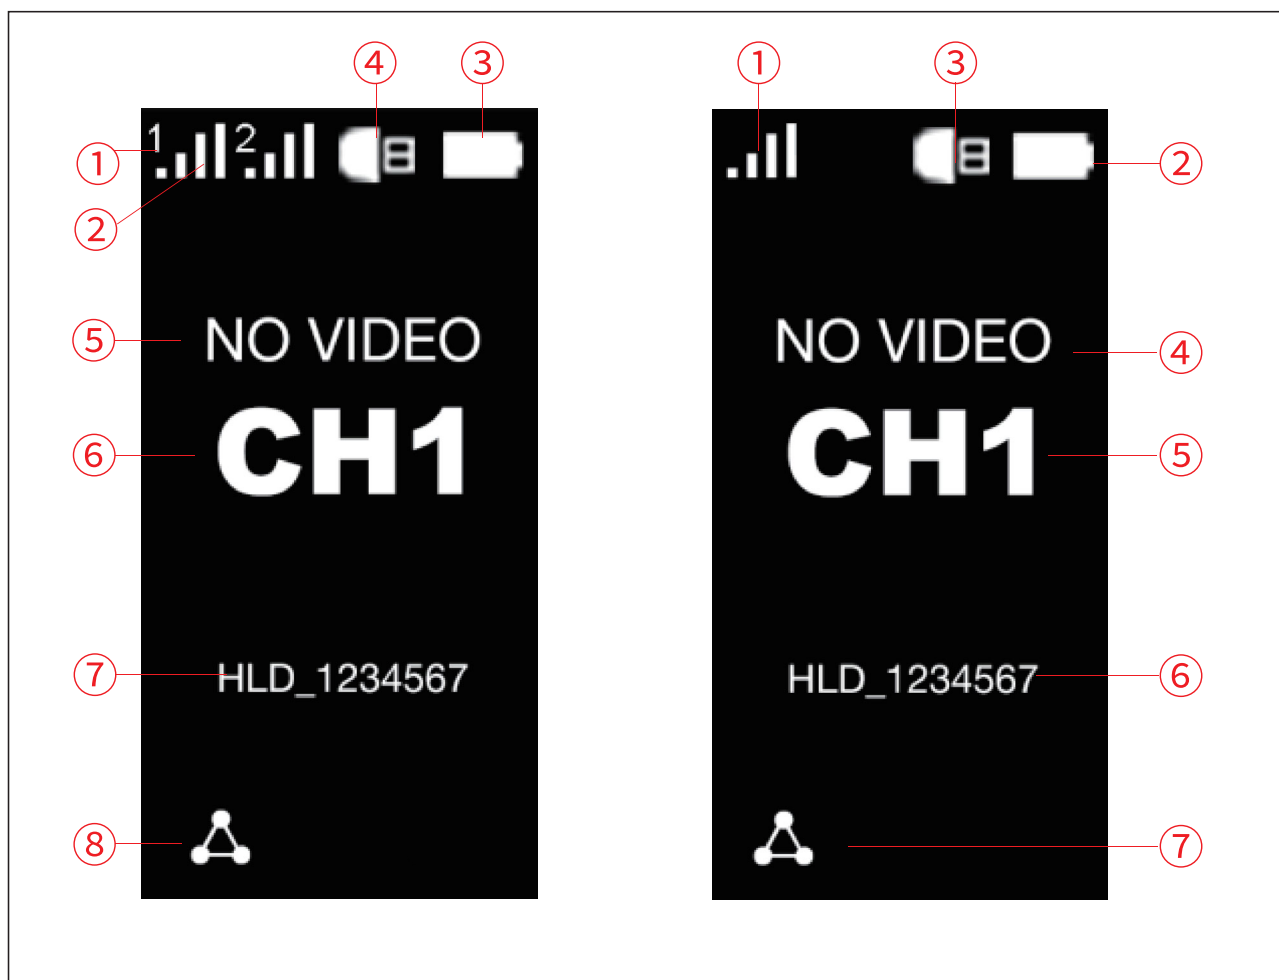 ④ ③ ① ③
1 2
① ②
②
NO VIDEO NO VIDEO
⑤ ④
CH1 CH1
⑥ ⑤
⑦ HLD_1234567 HLD_1234567 ⑥
⑧ ⑦